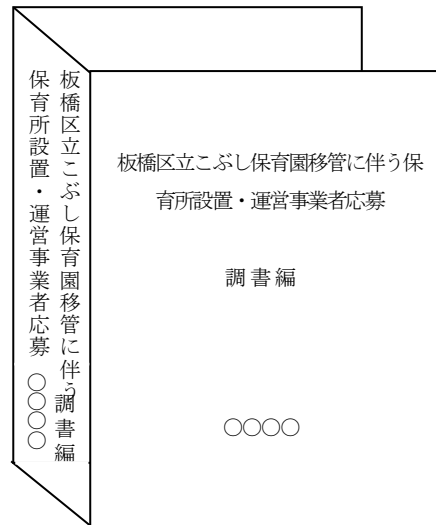 板橋区立こぶし保育園移管に伴う調書編
保育所設置・運営事業者応募 〇〇〇〇
板橋区立こぶし保育園移管に伴う保
育所設置・運営事業者応募
調書編
〇〇〇〇